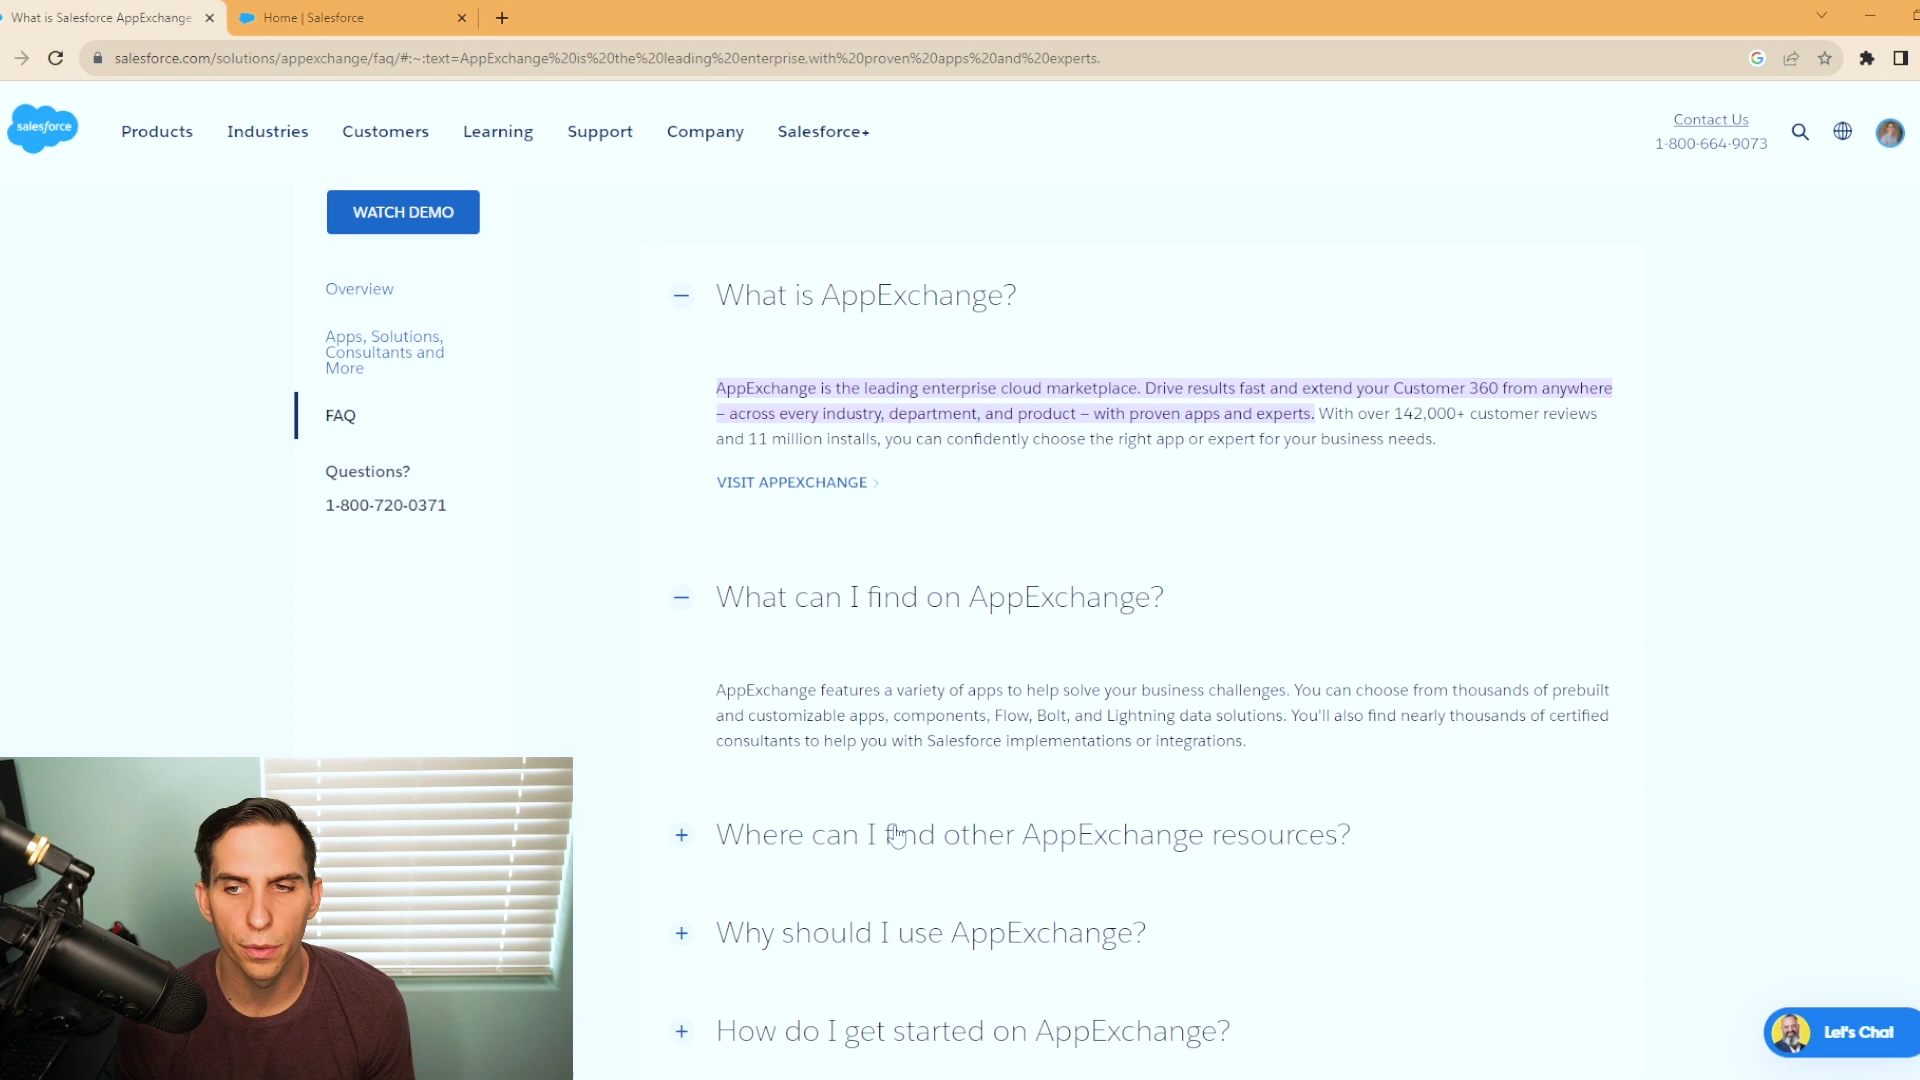 What is Salesforce AppExchange
Home | Salesforce
salesforce.com/solutions/appexchange/faq/#:~:text=AppExchange%20is%20the%20leading%20enterprise,with%20proven%20apps%20and%20experts.
salesforce
Products
Industries
Customers
Learning
Support
Company
Salesforce+
Contact Us
1-800-664-9073
WATCH DEMO
Overview
Apps, Solutions,
Consultants and
More
FAQ
Questions?
1-800-720-0371
What is AppExchange?
AppExchange is the leading enterprise cloud marketplace. Drive results fast and extend your Customer 360 from anywhere
– across every industry, department, and product – with proven apps and experts. With over 142,000+ customer reviews
and 11 million installs, you can confidently choose the right app or expert for your business needs.
VISIT APPEXCHANGE
What can I find on AppExchange?
AppExchange features a variety of apps to help solve your business challenges. You can choose from thousands of prebuilt
and customizable apps, components, Flow, Bolt, and Lightning data solutions. You'll also find nearly thousands of certified
consultants to help you with Salesforce implementations or integrations.
Where can I find other AppExchange resources?
Why should I use AppExchange?
How do I get started on AppExchange?
Let's Chat